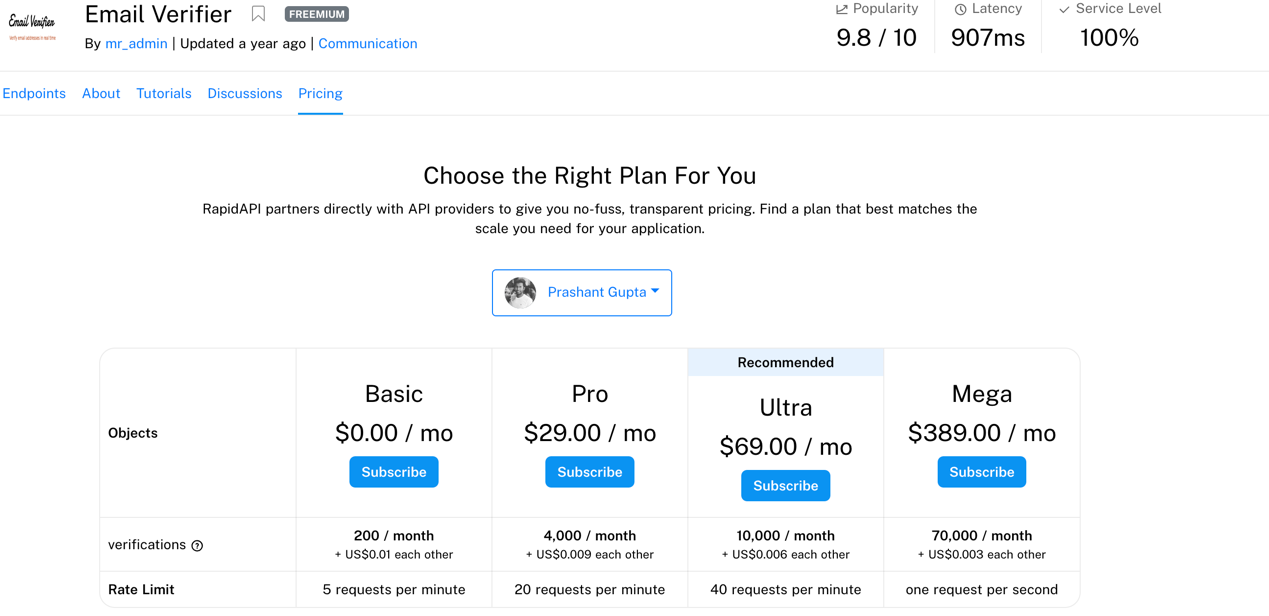 Email Verifier
Verify email addresses in real time
Email Verifier
FREEMIUM
By mr_admin | Updated a year ago | Communication
Popularity
9.8 / 10
Latency
907ms
Service Level
100%
Endpoints About Tutorials Discussions Pricing
Choose the Right Plan For You
RapidAPI partners directly with API providers to give you no-fuss, transparent pricing. Find a plan that best matches the
scale you need for your application.
Prashant Gupta
Objects
Basic
$0.00 / mo
Subscribe
Pro
$29.00 / mo
Subscribe
Recommended
Ultra
$69.00 / mo
Subscribe
Mega
$389.00 / mo
Subscribe
verifications ?
200 / month
+ US$0.01 each other
4,000 / month
+ US$0.009 each other
10,000 / month
+ US$0.006 each other
70,000 / month
+ US$0.003 each other
Rate Limit
5 requests per minute
20 requests per minute
40 requests per minute
one request per second